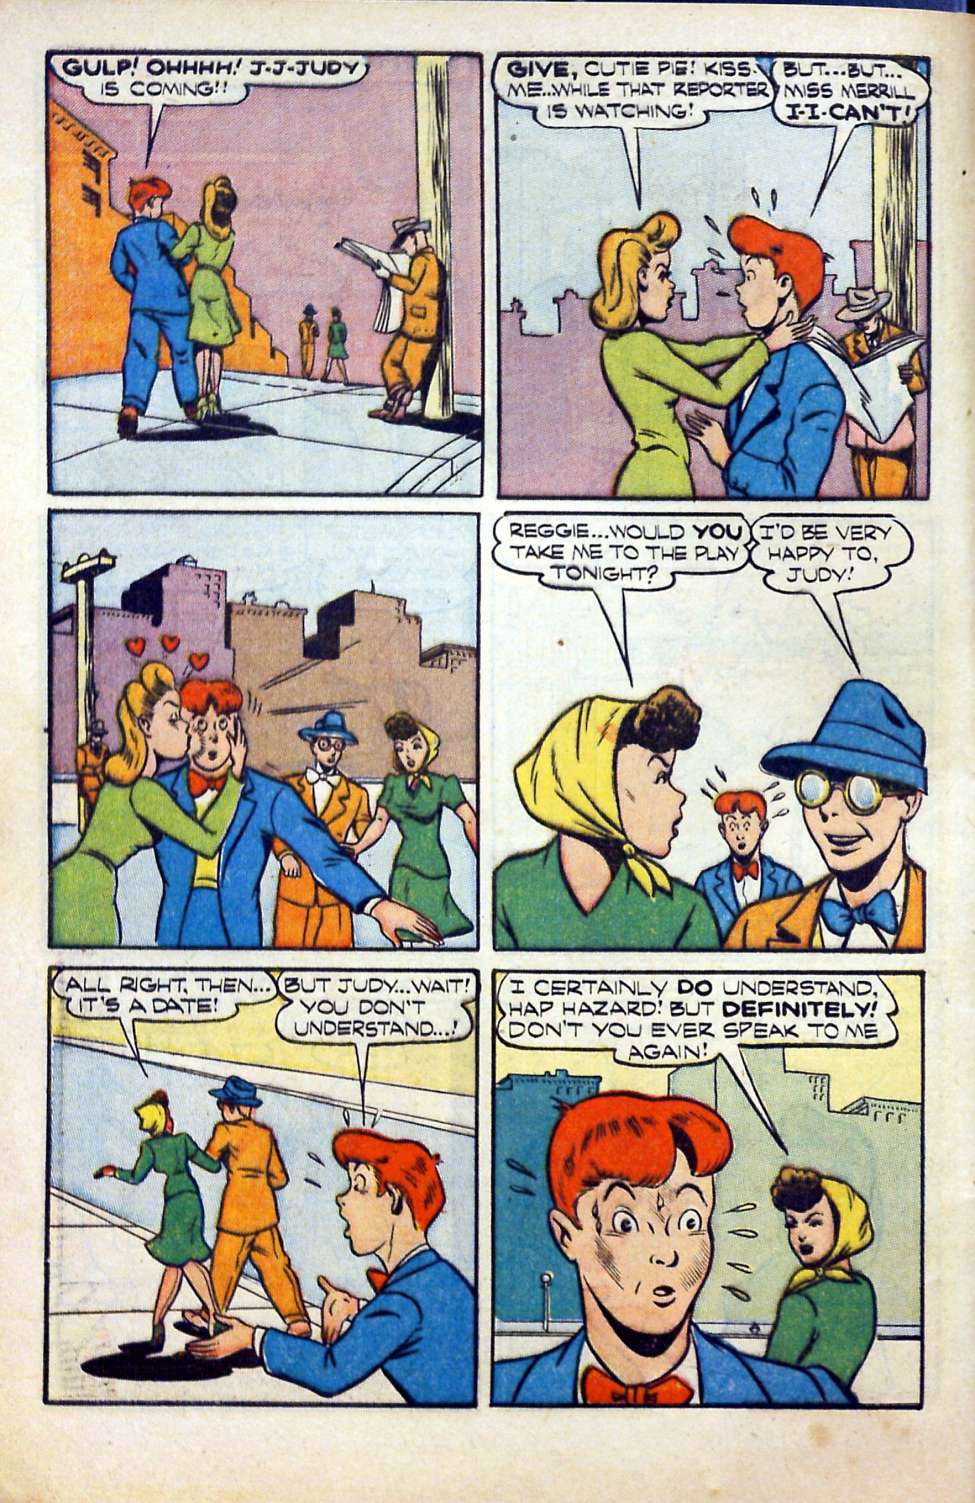 GULP! OHHHH! J-J-JUDY
IS COMING!!
GIVE, CUTIE PIE! KISS-
ME...WHILE THAT REPORTER
IS WATCHING!
BUT...BUT...
MISS MERRILL
I-I-CAN'T!
REGGIE...WOULD YOU
TAKE ME TO THE PLAY
TONIGHT?
I'D BE VERY
HAPPY TO,
JUDY!
ALL RIGHT, THEN...
IT'S A DATE!
BUT JUDY...WAIT!
YOU DON'T
UNDERSTAND...!
I CERTAINLY DO UNDERSTAND,
HAP HAZARD! BUT DEFINITELY!
DON'T YOU EVER SPEAK TO ME
AGAIN!